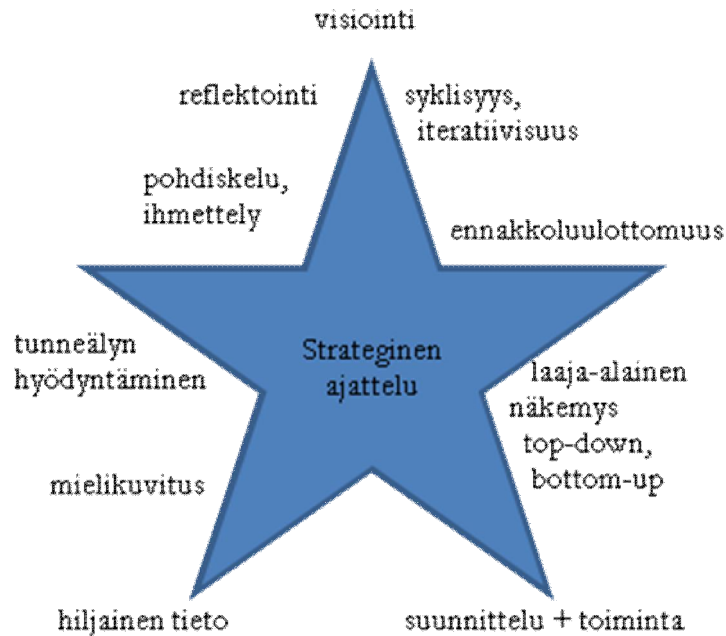 visiointi
reflektointi
syklisyys,
iteratiivisuus
pohdiskelu,
ihmettely
ennakkoluulottomuus
tunneälyn
hyödyntäminen
Strateginen
ajattelu
laaja-alainen
näkemys
top-down,
bottom-up
mielikuvitus
hiljainen tieto
suunnittelu + toiminta